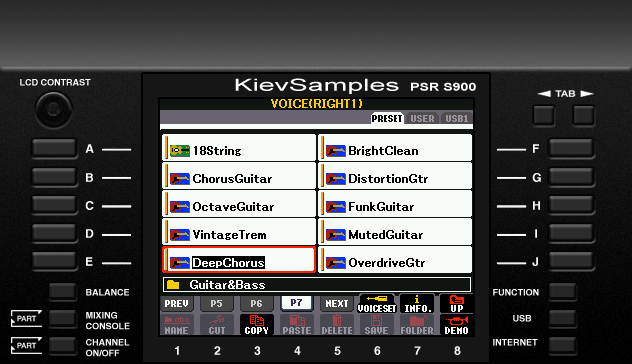 LCD CONTRAST
KievSamples PSR S900
TAB
VOICE(RIGHT1)
PRESET USER USB1
A 18String BrightClean F
B ChorusGuitar DistortionGtr G
C OctaveGuitar FunkGuitar H
D VintageTrem MutedGuitar I
E DeepChorus OverdriveGtr J
Guitar&Bass
BALANCE
FUNCTION
PREV P5 P6 P7 NEXT VOICESET INFO. UP
PART MIXING CONSOLE
USB
NAME CUT COPY PASTE DELETE SAVE FOLDER DEMO
PART CHANNEL ON/OFF
INTERNET
1 2 3 4 5 6 7 8